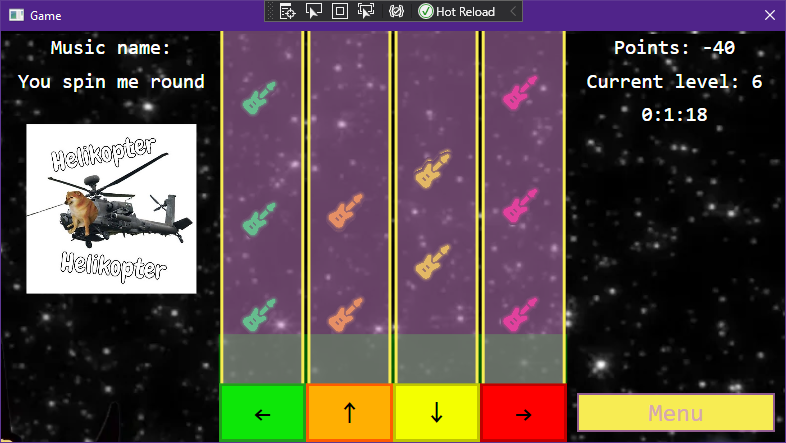 Game
Hot Reload
Music name:
You spin me round
Helikopter
Helikopter
Points: -40
Current level: 6
0:1:18
← ↑ ↓ →
Menu